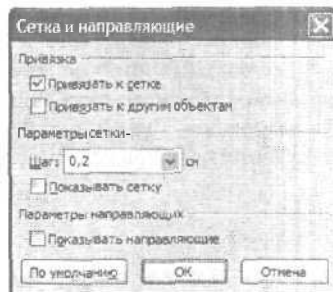 Сетка и направляющие
Привязка
Привязать к сетке
Привязать к другим объектам
Параметры сетки
Шаг: 0,2 см
Показывать сетку
Параметры направляющих
Показывать направляющие
По умолчанию ОК Отмена